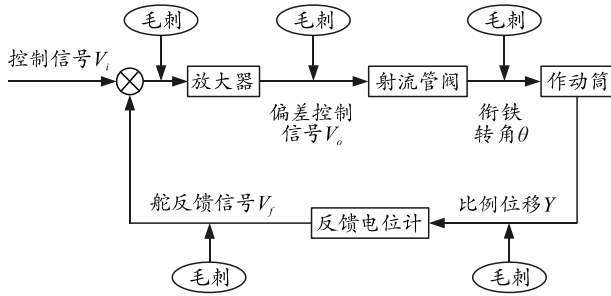 毛刺
毛刺
毛刺
控制信号Vi
放大器
射流管阀
作动筒
偏差控制
信号Vo
衔铁
转角θ
舵反馈信号Vf
反馈电位计
比例位移Y
毛刺
毛刺